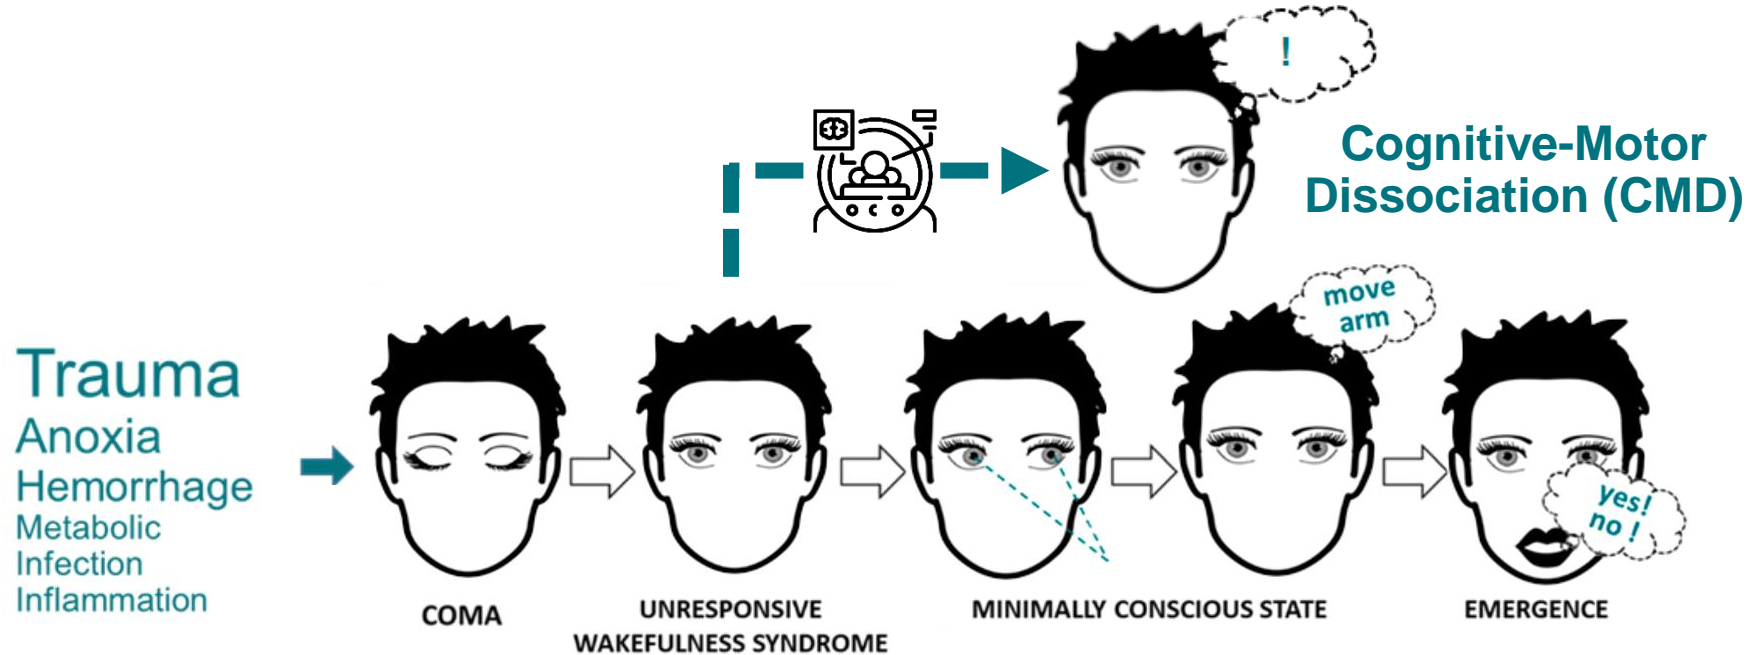 !
Cognitive-Motor
Dissociation (CMD)
move
arm
Trauma
Anoxia
Hemorrhage
Metabolic
Infection
Inflammation
yes!
no !
COMA
UNRESPONSIVE
WAKEFULNESS SYNDROME
MINIMALLY CONSCIOUS STATE
EMERGENCE